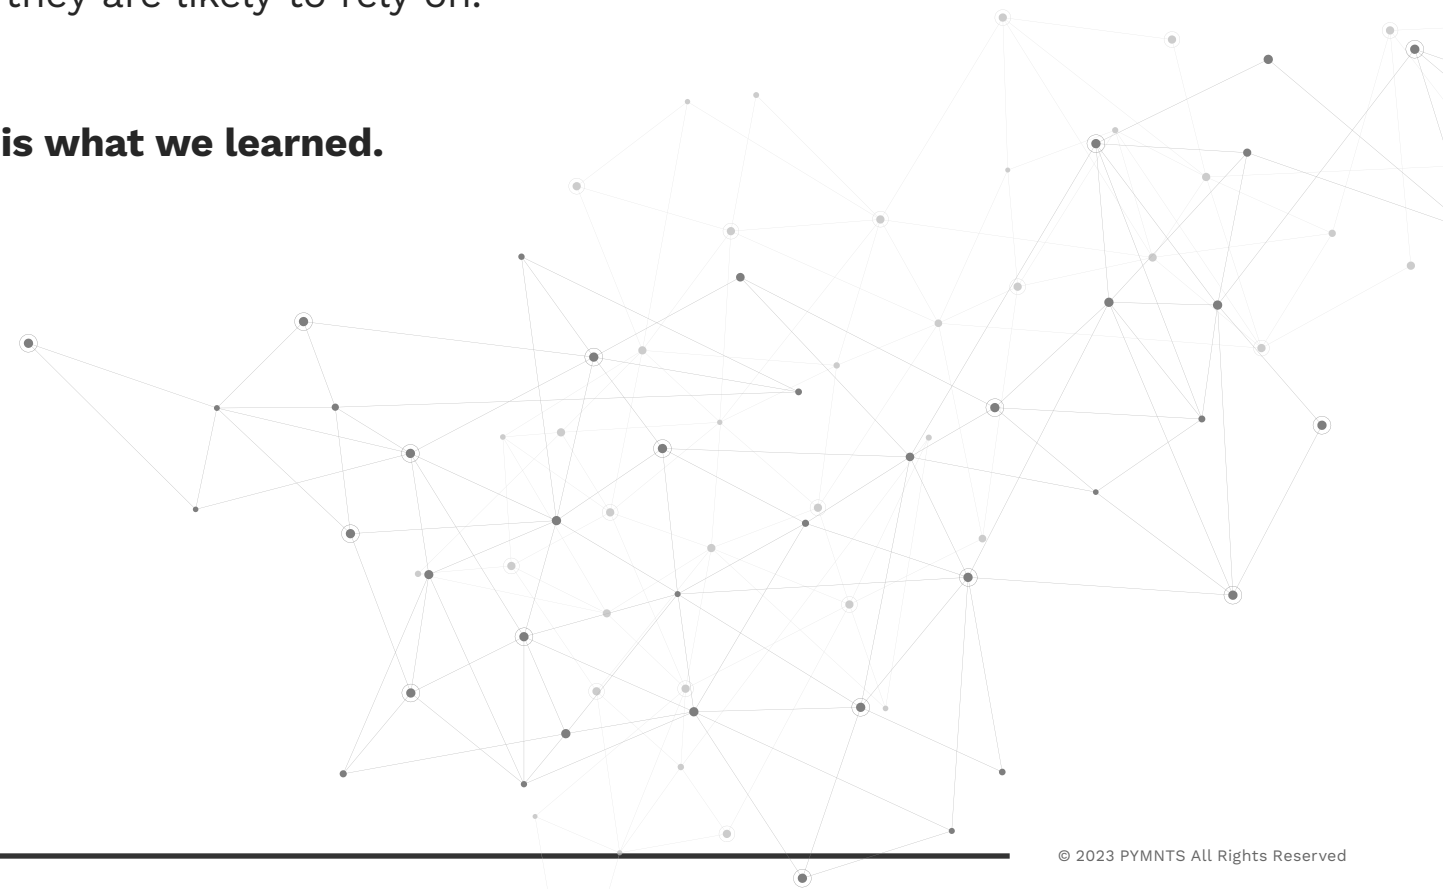 they are likely to rely on.
is what we learned.
© 2023 PYMNTS All Rights Reserved